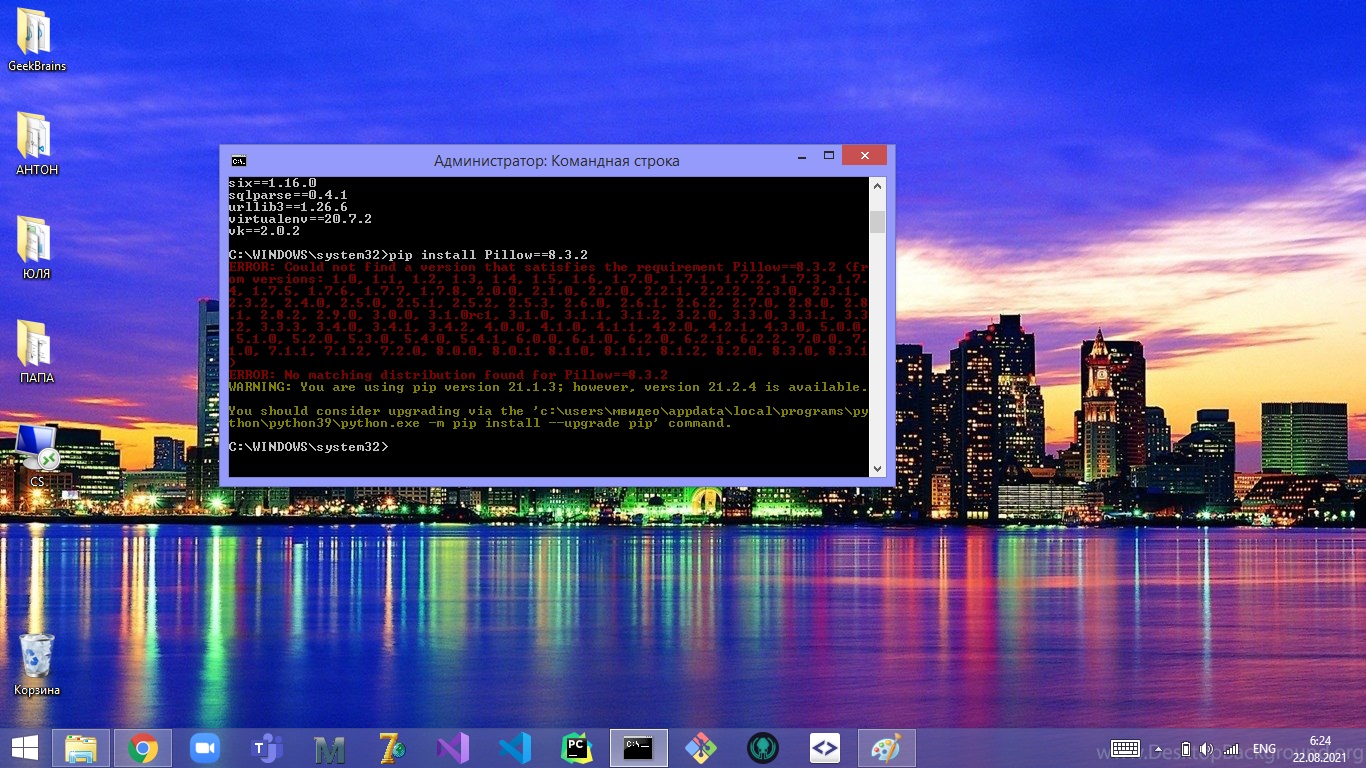 GeekBrains
АНТОН
ЮЛЯ
ПАПА
CS
Корзина
Администратор: Командная строка
six==1.16.0
sqlparse==0.4.1
urllib3==1.26.6
virtualenv==20.7.2
vk==2.0.2
C:\WINDOWS\system32>pip install Pillow==8.3.2
ERROR: Could not find a version that satisfies the requirement Pillow==8.3.2 (fr
om versions: 1.0, 1.1, 1.2, 1.3, 1.4, 1.5, 1.6, 1.7.0, 1.7.1, 1.7.2, 1.7.3, 1.7.
4, 1.7.5, 1.7.6, 1.7.7, 1.7.8, 2.0.0, 2.1.0, 2.2.0, 2.2.1, 2.2.2, 2.3.0, 2.3.1,
2.3.2, 2.4.0, 2.5.0, 2.5.1, 2.5.2, 2.5.3, 2.6.0, 2.6.1, 2.6.2, 2.7.0, 2.8.0, 2.8
.1, 2.8.2, 2.9.0, 3.0.0, 3.1.0rc1, 3.1.0, 3.1.1, 3.1.2, 3.2.0, 3.3.0, 3.3.1, 3.3
.2, 3.3.3, 3.4.0, 3.4.1, 3.4.2, 4.0.0, 4.1.0, 4.1.1, 4.2.0, 4.2.1, 4.3.0, 5.0.0,
5.1.0, 5.2.0, 5.3.0, 5.4.0, 5.4.1, 6.0.0, 6.1.0, 6.2.0, 6.2.1, 6.2.2, 7.0.0, 7.
1.0, 7.1.1, 7.1.2, 7.2.0, 8.0.0, 8.0.1, 8.1.0, 8.1.1, 8.1.2, 8.2.0, 8.3.0, 8.3.1
)
ERROR: No matching distribution found for Pillow==8.3.2
WARNING: You are using pip version 21.1.3; however, version 21.2.4 is available.
You should consider upgrading via the 'c:\users\мвидео\appdata\local\programs\py
thon\python39\python.exe -m pip install --upgrade pip' command.
C:\WINDOWS\system32>
ENG
6:24
22.08.2021